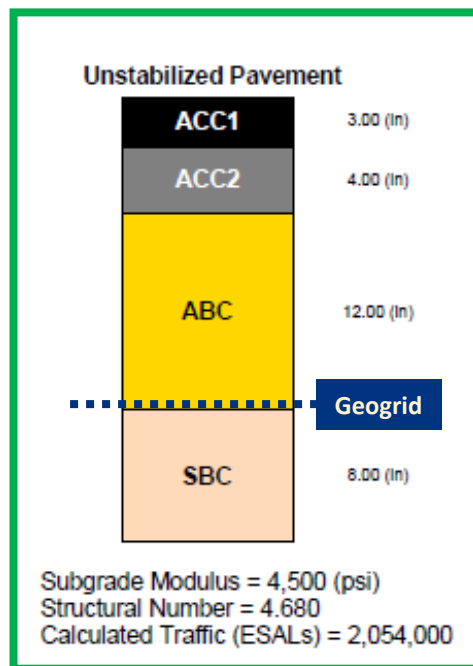 Unstabilized Pavement
ACC1 3.00 (in)
ACC2 4.00 (in)
ABC 12.00 (in)
Geogrid
SBC 8.00 (in)
Subgrade Modulus = 4,500 (psi)
Structural Number = 4.680
Calculated Traffic (ESALs) = 2,054,000